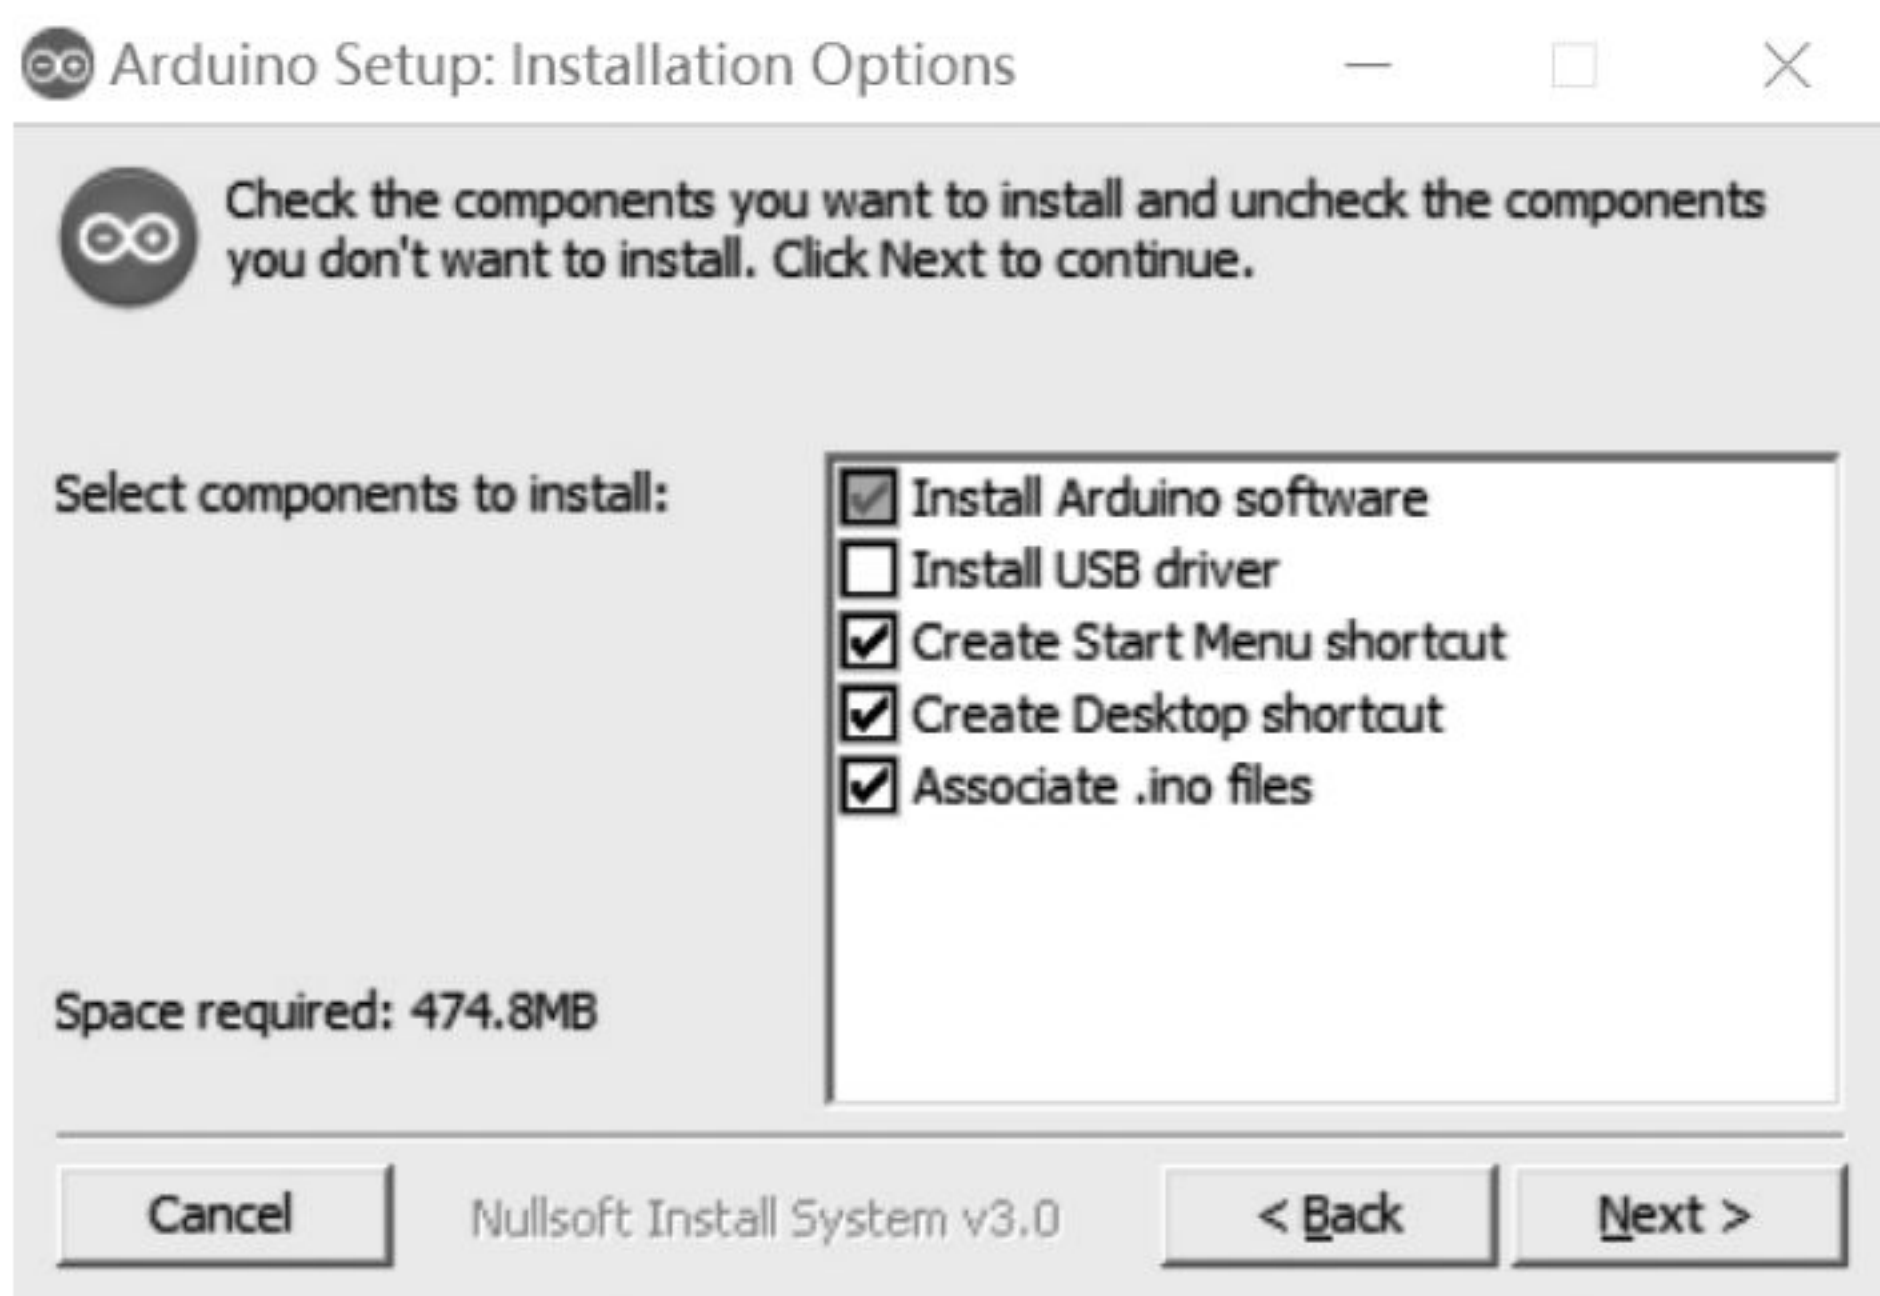 Arduino Setup: Installation Options
Check the components you want to install and uncheck the components
you don't want to install. Click Next to continue.
Select components to install:
Install Arduino software
Install USB driver
Create Start Menu shortcut
Create Desktop shortcut
Associate .ino files
Space required: 474.8MB
Cancel
Nullsoft Install System v3.0
< Back
Next >